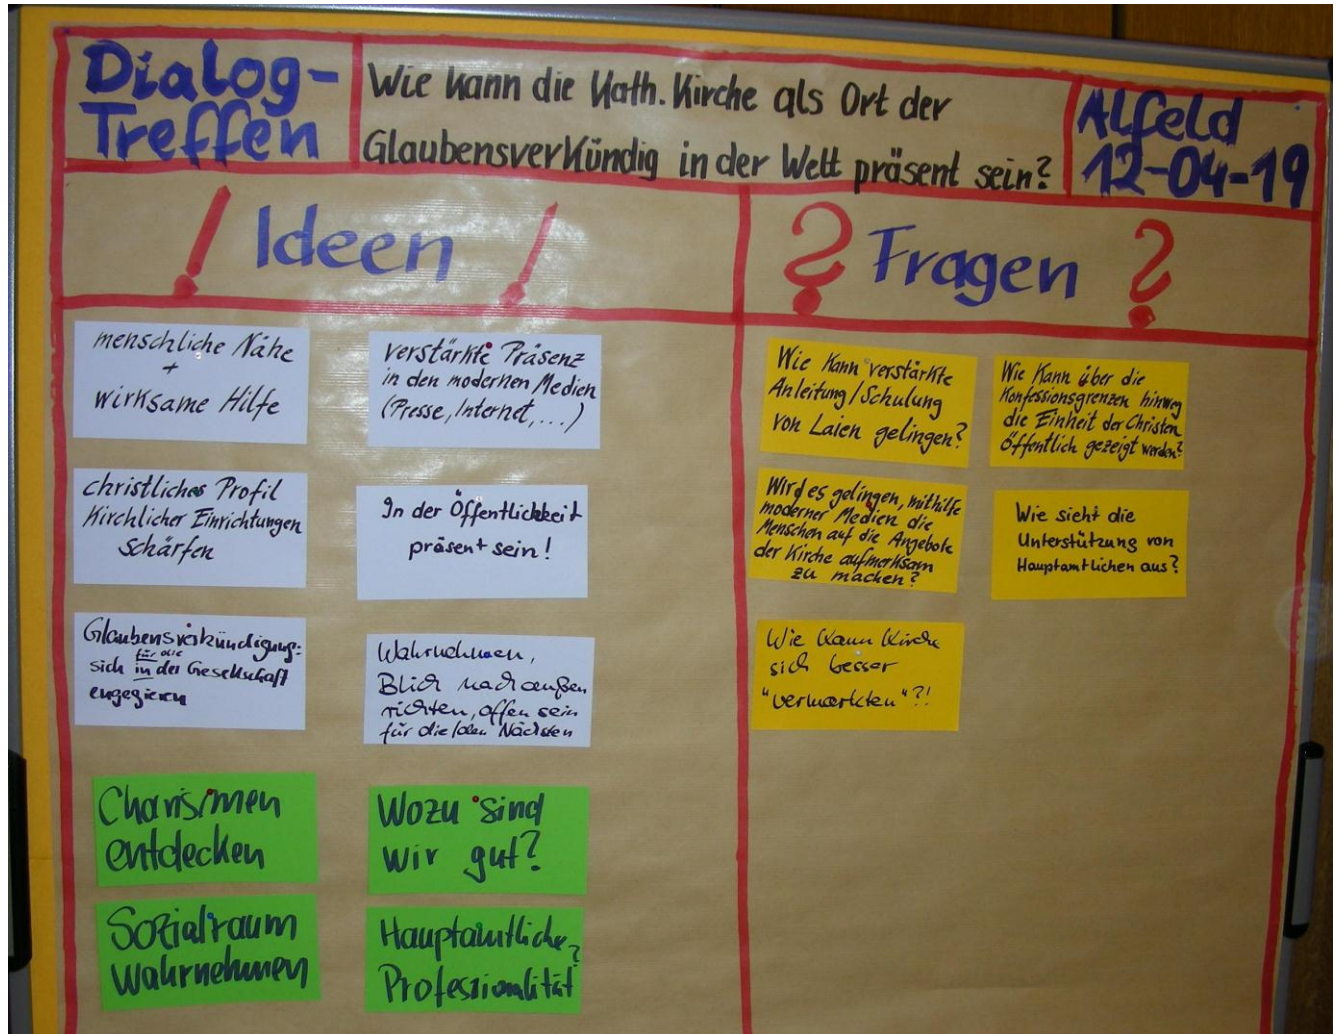 Dialog-
Treffen
Wie kann die Kath. Kirche als Ort der
Glaubensverkündig in der Welt präsent sein?
Alfeld
12-04-19
! Ideen !
? Fragen ?
menschliche Nähe
+
wirksame Hilfe
verstärkte Präsenz
in den modernen Medien
(Presse, Internet, ...)
christliches Profil
kirchlicher Einrichtungen
schärfen
In der Öffentlichkeit
präsent sein!
Glaubensverkündigung:
für die
sich in der Gesellschaft
engagieren
Wahrnehmen,
Blick nach außen
richten, offen sein
für die/den Nächsten
Charismen
entdecken
Wozu sind
wir gut?
Sozialraum
wahrnehmen
Hauptamtliche?
Professionalität
Wie kann verstärkte
Anleitung/Schulung
von Laien gelingen?
Wie kann über die
Konfessionsgrenzen hinweg
die Einheit der Christen
öffentlich gezeigt werden?
Wird es gelingen, mithilfe
moderner Medien die
Menschen auf die Angebote
der Kirche aufmerksam
zu machen?
Wie sieht die
Unterstützung von
Hauptamtlichen aus?
Wie kann Kirche
sich besser
"vermarkten"?!